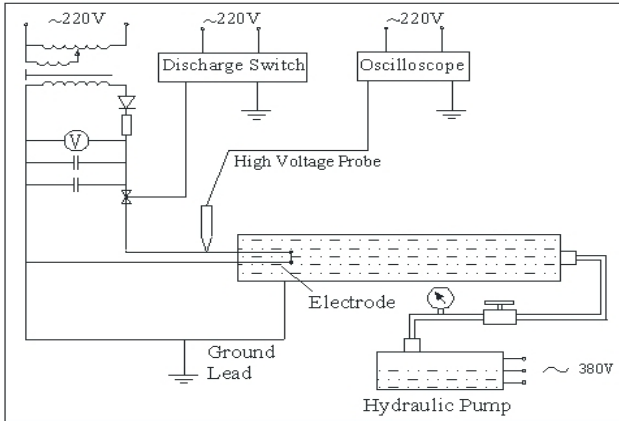 ~220V
~220V
~220V
Discharge Switch
Oscilloscope
V
High Voltage Probe
Electrode
Ground
Lead
~ 380V
Hydraulic Pump